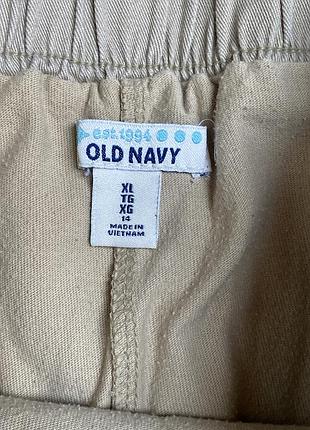 est.1994
OLD NAVY
XL
TG
XG
14
MADE IN
VIETNAM